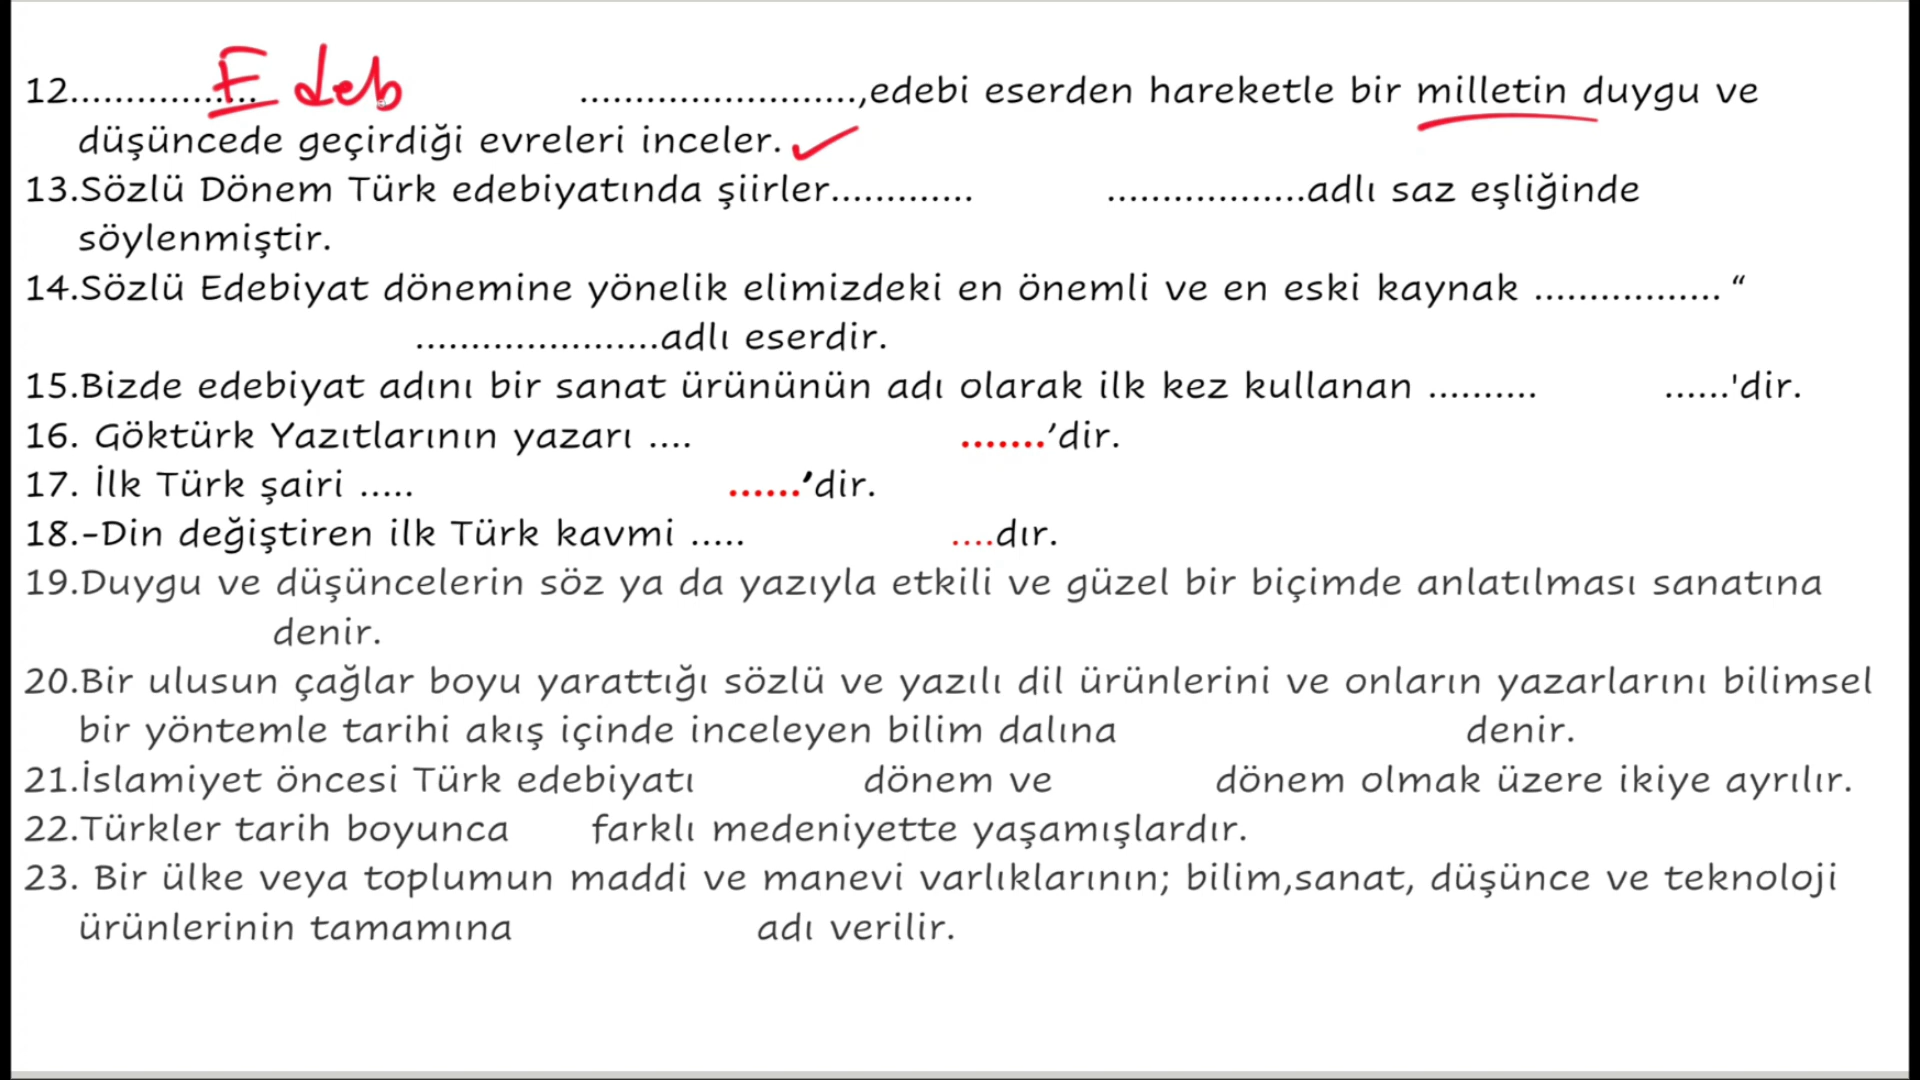 12................. Edeb .........................,edebi eserden hareketle bir milletin duygu ve
düşüncede geçirdiği evreleri inceler.
13.Sözlü Dönem Türk edebiyatında şiirler............. ..................adlı saz eşliğinde
söylenmiştir.
14.Sözlü Edebiyat dönemine yönelik elimizdeki en önemli ve en eski kaynak ................. “
......................adlı eserdir.
15.Bizde edebiyat adını bir sanat ürününün adı olarak ilk kez kullanan .......... ......'dir.
16. Göktürk Yazıtlarının yazarı .... .......’dir.
17. İlk Türk şairi ..... ......’dir.
18.-Din değiştiren ilk Türk kavmi ..... ....dır.
19.Duygu ve düşüncelerin söz ya da yazıyla etkili ve güzel bir biçimde anlatılması sanatına
denir.
20.Bir ulusun çağlar boyu yarattığı sözlü ve yazılı dil ürünlerini ve onların yazarlarını bilimsel
bir yöntemle tarihi akış içinde inceleyen bilim dalına denir.
21.İslamiyet öncesi Türk edebiyatı dönem ve dönem olmak üzere ikiye ayrılır.
22.Türkler tarih boyunca farklı medeniyette yaşamışlardır.
23. Bir ülke veya toplumun maddi ve manevi varlıklarının; bilim,sanat, düşünce ve teknoloji
ürünlerinin tamamına adı verilir.